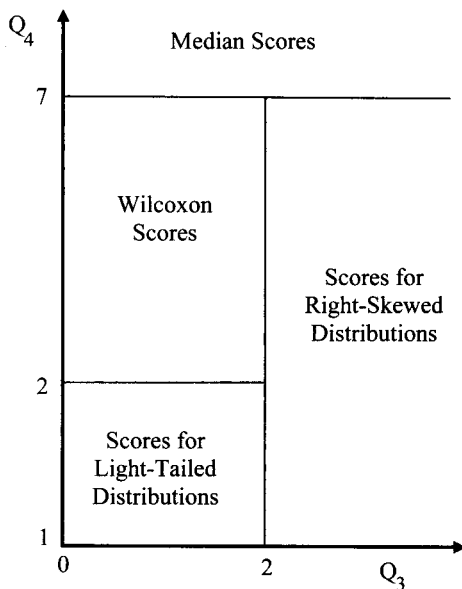 Q4
Median Scores
7
Wilcoxon
Scores
Scores for
Right-Skewed
Distributions
2
Scores for
Light-Tailed
Distributions
1
0
2
Q3